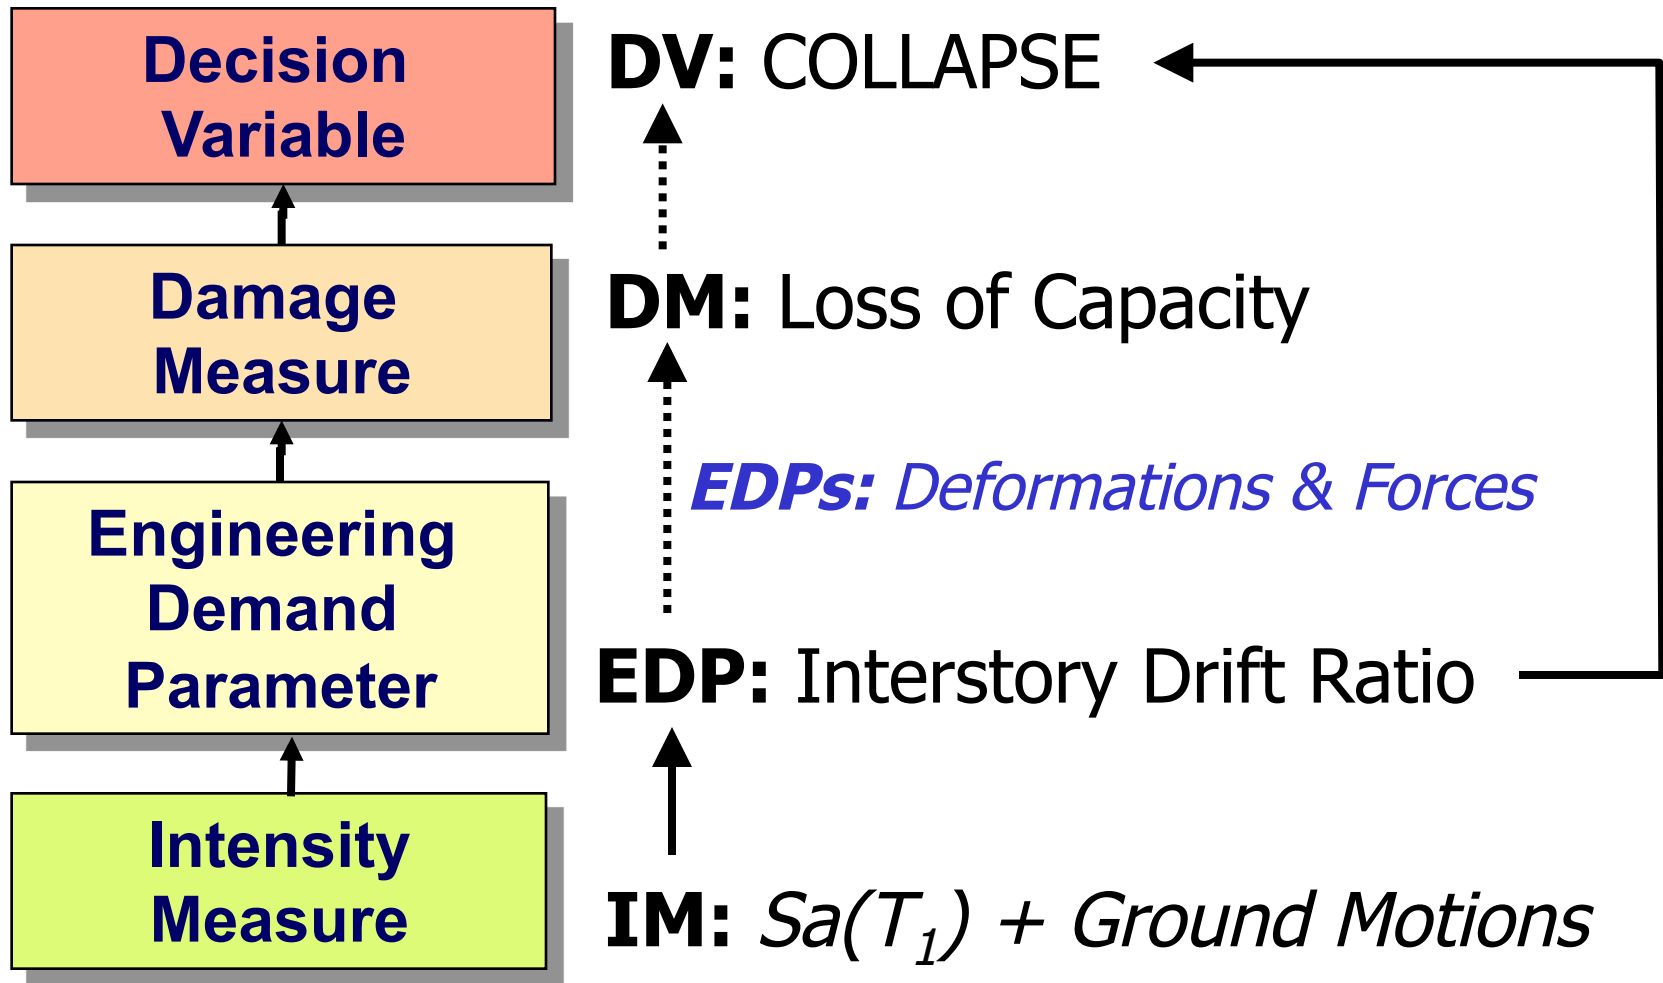 Decision
Variable
DV: COLLAPSE
Damage
Measure
DM: Loss of Capacity
EDPs: Deformations & Forces
Engineering
Demand
Parameter
EDP: Interstory Drift Ratio
Intensity
Measure
IM: Sa(T₁) + Ground Motions